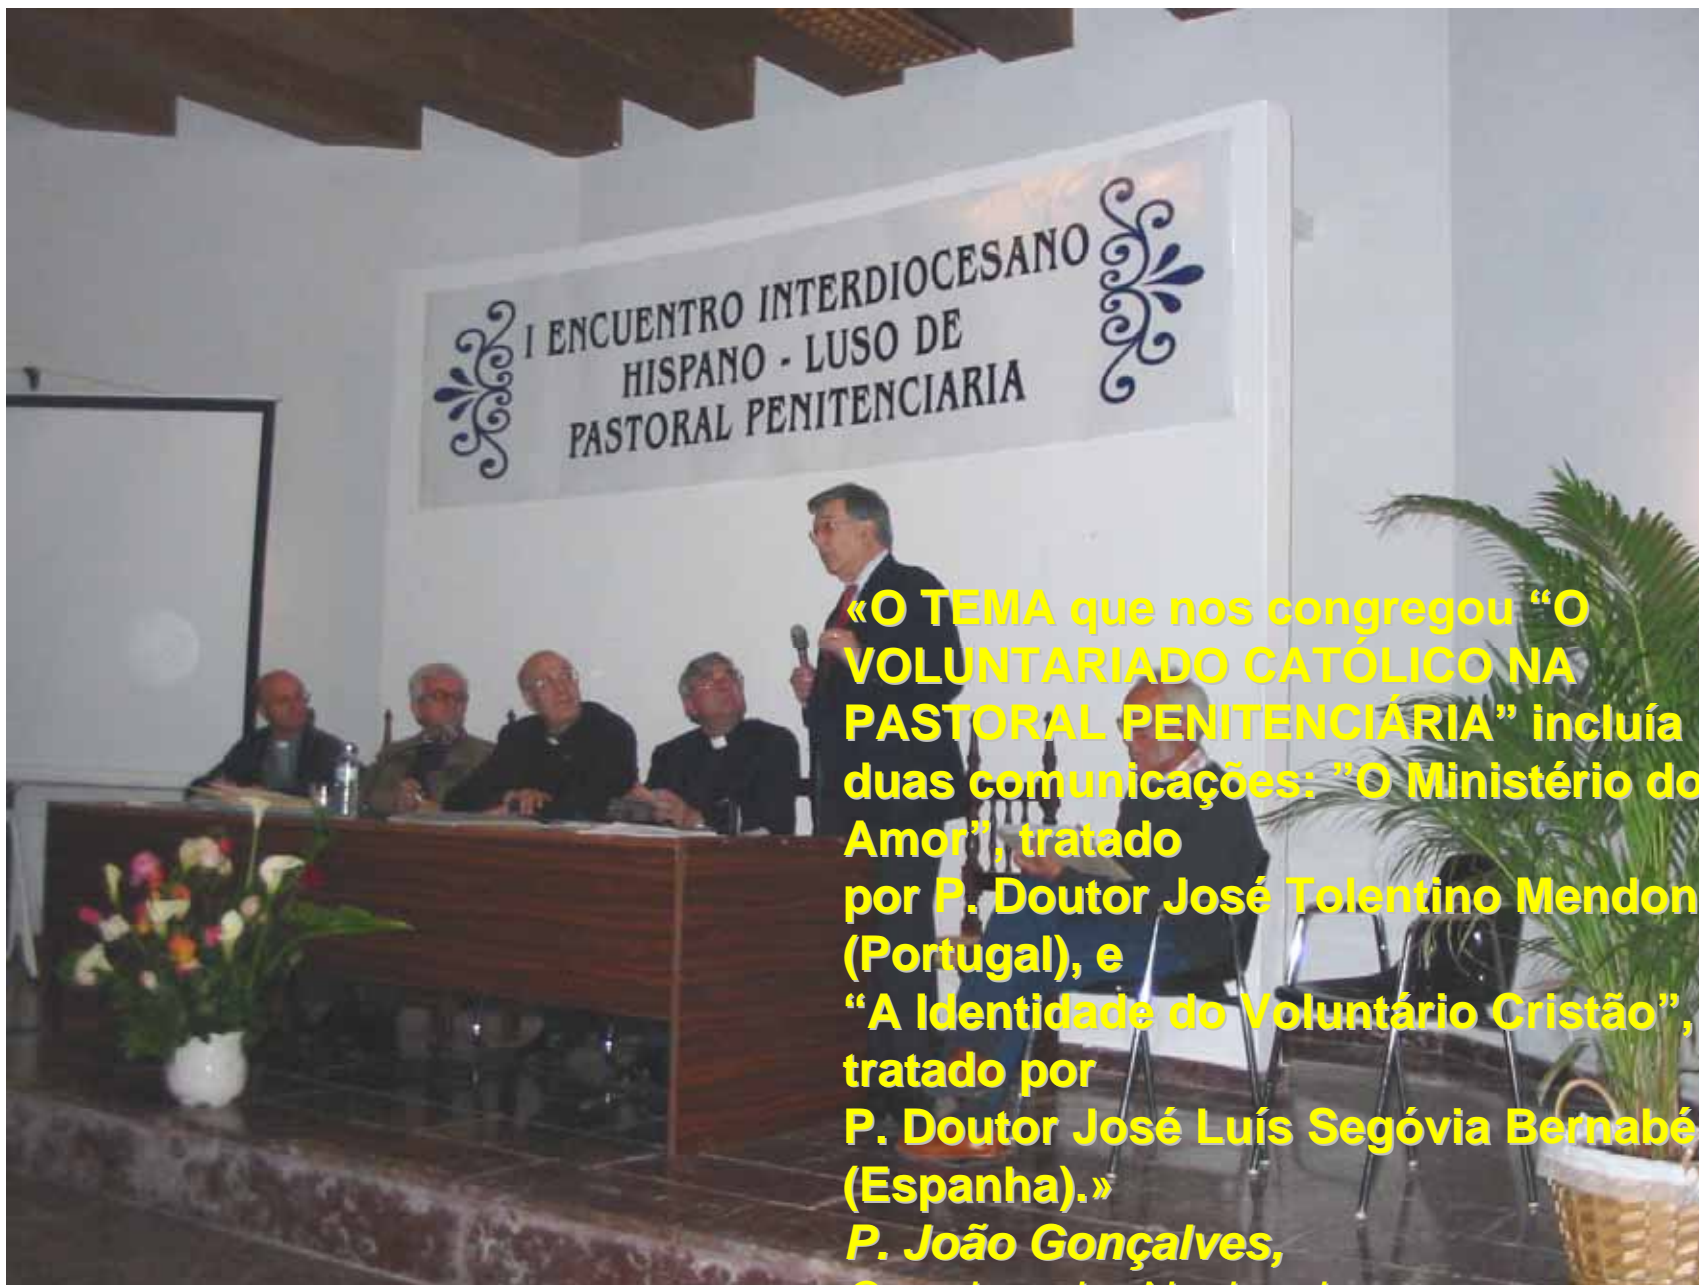 I ENCUENTRO INTERDIOCESANO
HISPANO - LUSO DE
PASTORAL PENITENCIARIA
«O TEMA que nos congregou “O
VOLUNTARIADO CATÓLICO NA
PASTORAL PENITENCIÁRIA” incluía
duas comunicações: ”O Ministério do
Amor”, tratado
por P. Doutor José Tolentino Mendon
(Portugal), e
“A Identidade do Voluntário Cristão”,
tratado por
P. Doutor José Luís Segóvia Bernabé
(Espanha).»
P. João Gonçalves,